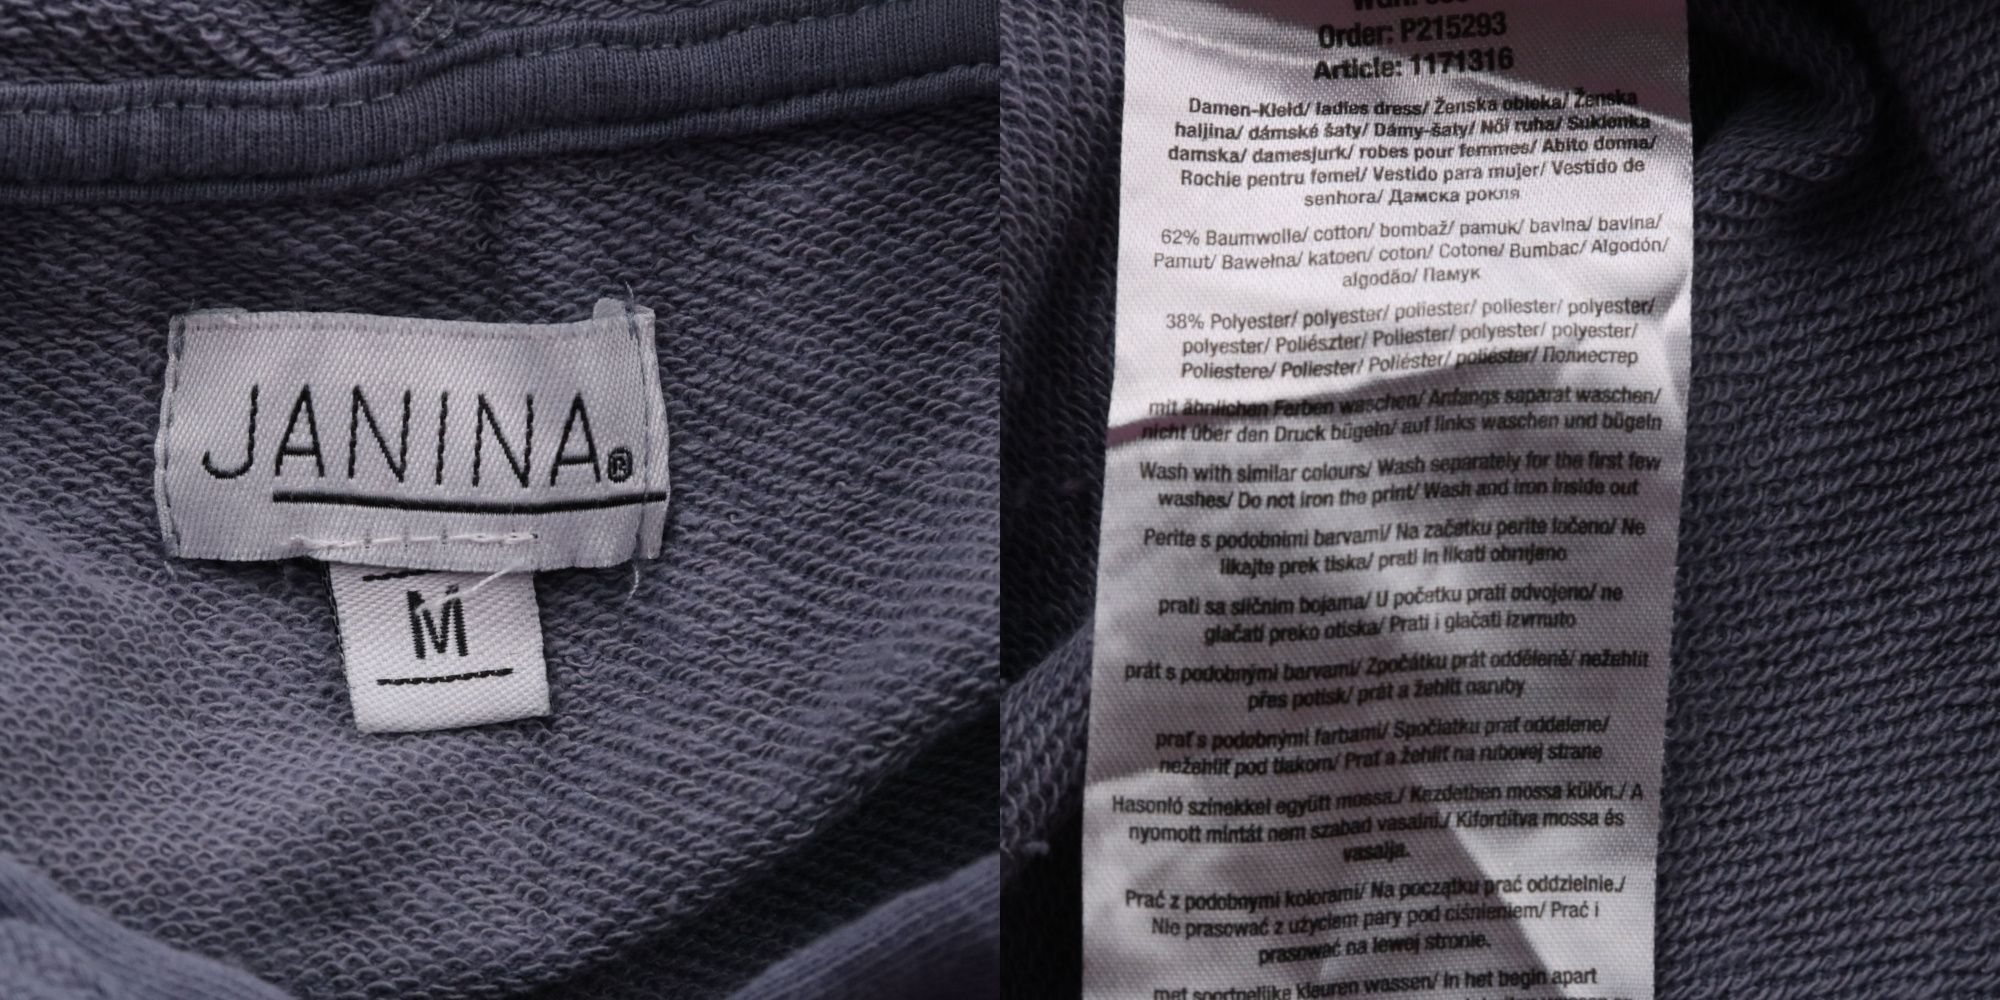 JANINA®
M
Order: P215293
Article: 1171316
Damen-Kleid/ ladies dress/ Ženska obleka/ Ženska
haljina/ dámské šaty/ Dámy-šaty/ Női ruha/ Sukienka
damska/ damesjurk/ robes pour femmes/ Abito donna/
Rochie pentru femei/ Vestido para mujer/ Vestido de
senhora/ Дамска рокля
62% Baumwolle/ cotton/ bombaž/ pamuk/ bavlna/ bavlna/
Pamut/ Bawełna/ katoen/ coton/ Cotone/ Bumbac/ Algodón/
algodão/ Памук
38% Polyester/ polyester/ poliester/ poliester/ polyester/
polyester/ Poliészter/ Poliester/ polyester/ polyester/
Poliestere/ Poliester/ Poliéster/ poliéster/ Полиестер
mit ähnlichen Farben waschen/ Anfangs separat waschen/
nicht über den Druck bügeln/ auf links waschen und bügeln
Wash with similar colours/ Wash separately for the first few
washes/ Do not iron the print/ Wash and iron inside out
Perite s podobnimi barvami/ Na začetku perite ločeno/ Ne
likajte prek tiska/ prati in likati obrnjeno
prati sa sličnim bojama/ U početku prati odvojeno/ ne
glačati preko otiska/ Prati i glačati izvrnuto
prát s podobnými barvami/ Zpočátku prát odděleně/ nežehlit
přes potisk/ prát a žehlit naruby
prať s podobnými farbami/ Spočiatku prať oddelene/
nežehliť pod tlakom/ Prať a žehliť na rubovej strane
Hasonló színekkel együtt mossa./ Kezdetben mossa külön./ A
nyomott mintát nem szabad vasalni./ Kifordítva mossa és
vasalja.
Prać z podobnymi kolorami/ Na początku prać oddzielnie./
Nie prasować z użyciem pary pod ciśnieniem/ Prać i
prasować na lewej stronie.
met soortgelijke kleuren wassen/ In het begin apart